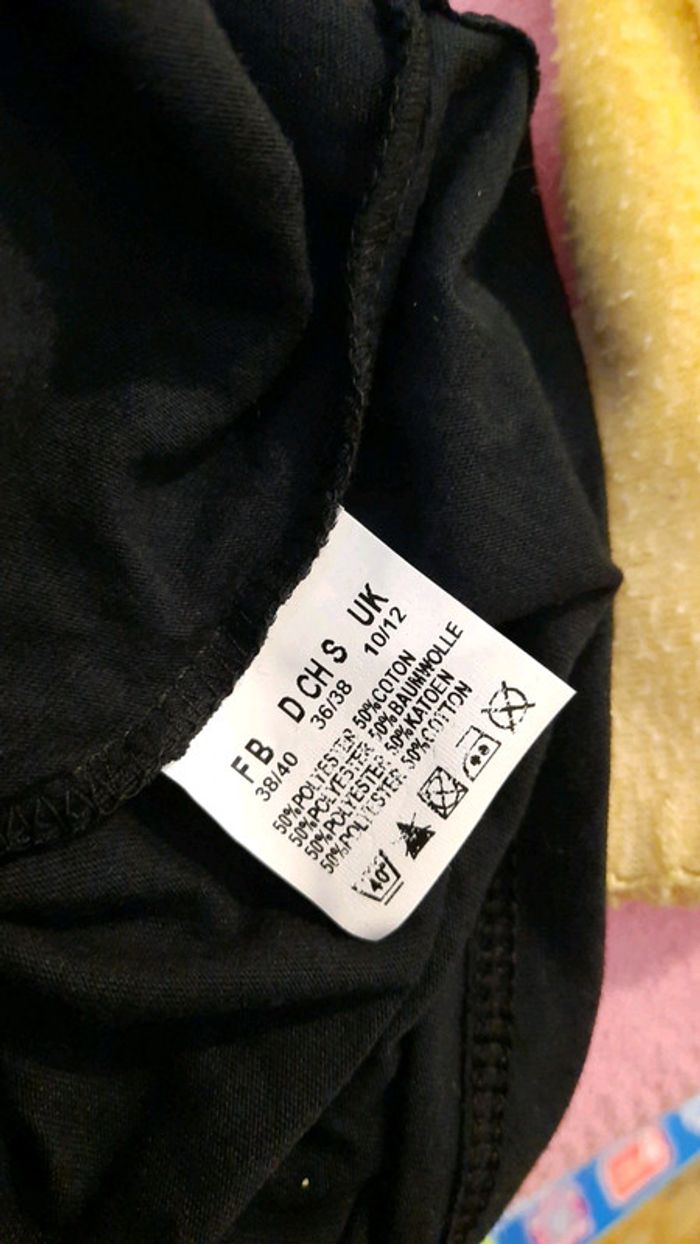 F B D CH S UK
38/40 36/38 10/12
50%POLYESTER 50%COTON
50%POLYESTER 50%BAUMWOLLE
50%POLYESTER 50%KATOEN
50%POLYESTER 50%COTTON
40°